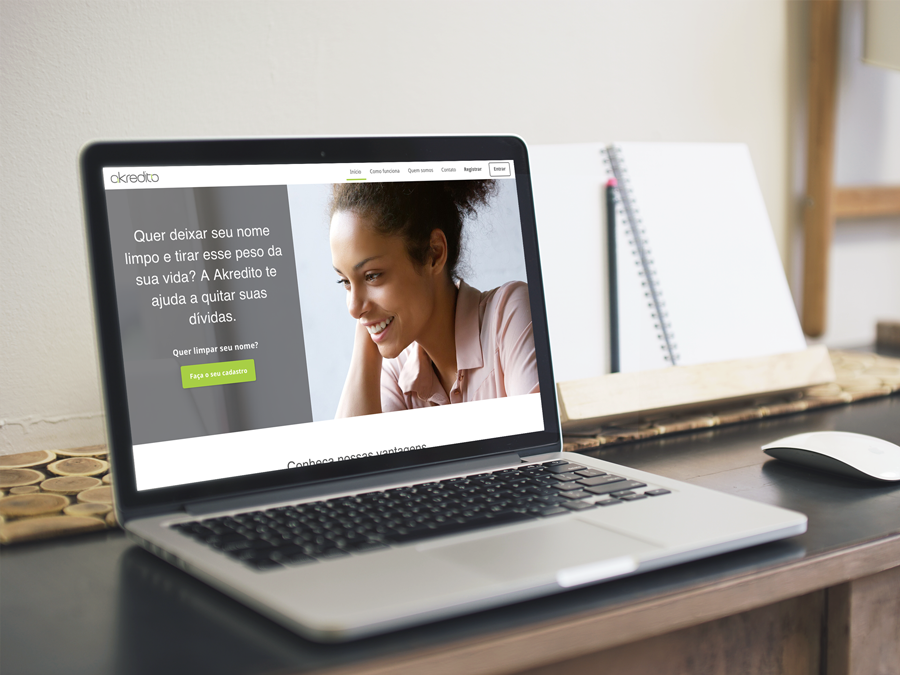 akredito
Início Como funciona Quem somos Contato Registrar Entrar
Quer deixar seu nome
limpo e tirar esse peso da
sua vida? A Akredito te
ajuda a quitar suas
dívidas.
Quer limpar seu nome?
Faça o seu cadastro
Conheça nossas vantagens